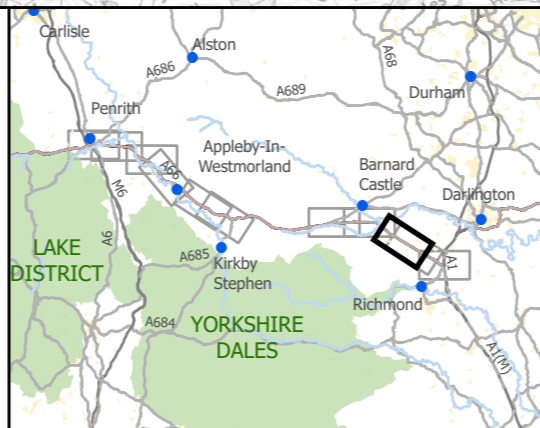 Carlisle
Alston
A686
A68
A689
Durham
Penrith
Appleby-In-
Westmorland
Barnard
Castle
Darlington
A66
M6
A6
LAKE
DISTRICT
A685
Kirkby
Stephen
A1
Richmond
A684
YORKSHIRE
DALES
A1(M)